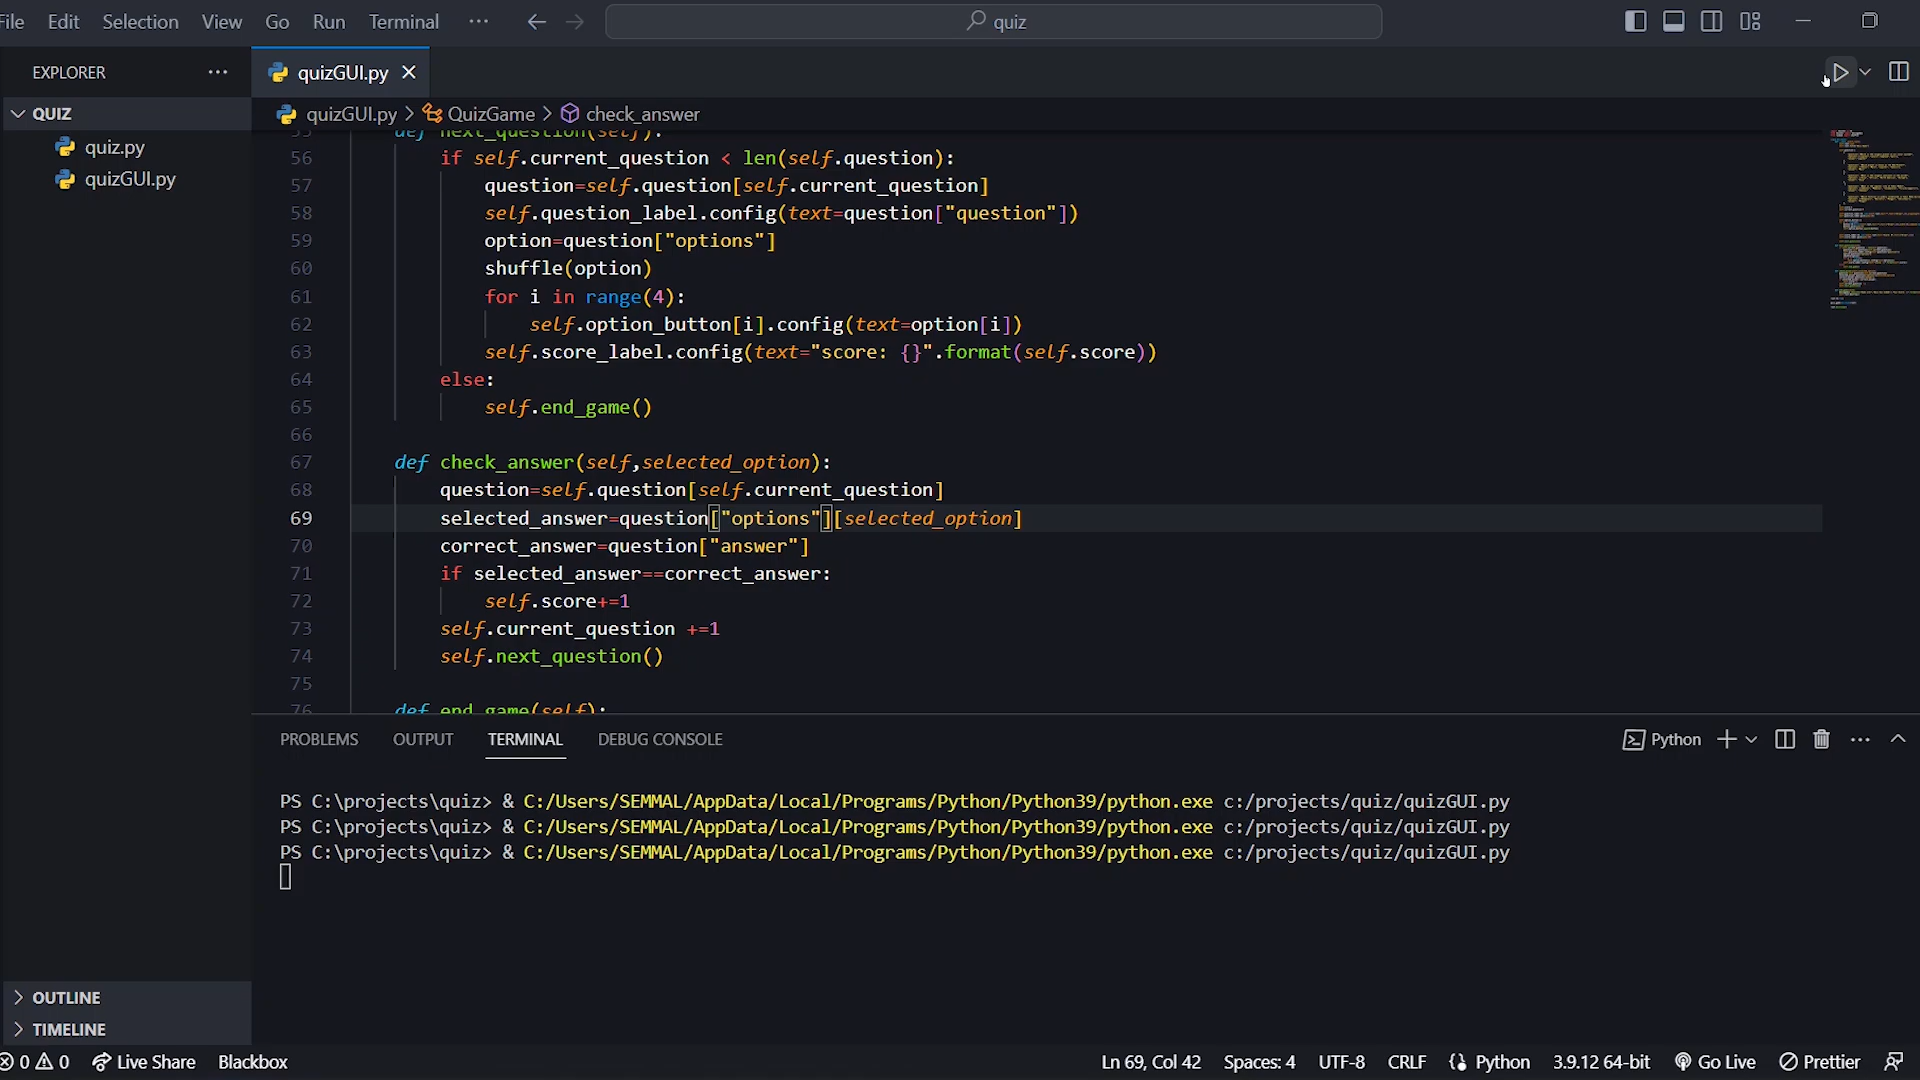 File Edit Selection View Go Run Terminal ··· quiz
EXPLORER ···
quizGUI.py
QUIZ
quizGUI.py > QuizGame > check_answer
quiz.py
quizGUI.py
55 def next_question(self):
56 if self.current_question < len(self.question):
57 question=self.question[self.current_question]
58 self.question_label.config(text=question["question"])
59 option=question["options"]
60 shuffle(option)
61 for i in range(4):
62 self.option_button[i].config(text=option[i])
63 self.score_label.config(text="score: {}".format(self.score))
64 else:
65 self.end_game()
66
67 def check_answer(self,selected_option):
68 question=self.question[self.current_question]
69 selected_answer=question["options"][selected_option]
70 correct_answer=question["answer"]
71 if selected_answer==correct_answer:
72 self.score+=1
73 self.current_question +=1
74 self.next_question()
75
76 def end_game(self):
PROBLEMS OUTPUT TERMINAL DEBUG CONSOLE Python
PS C:\projects\quiz> & C:/Users/SEMMAL/AppData/Local/Programs/Python/Python39/python.exe c:/projects/quiz/quizGUI.py
PS C:\projects\quiz> & C:/Users/SEMMAL/AppData/Local/Programs/Python/Python39/python.exe c:/projects/quiz/quizGUI.py
PS C:\projects\quiz> & C:/Users/SEMMAL/AppData/Local/Programs/Python/Python39/python.exe c:/projects/quiz/quizGUI.py
OUTLINE
TIMELINE
0 0 Live Share Blackbox Ln 69, Col 42 Spaces: 4 UTF-8 CRLF Python 3.9.12 64-bit Go Live Prettier